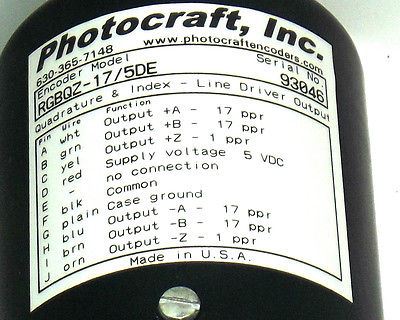 Photocraft, Inc.
630-365-7148 www.photocraftencoders.com
Encoder Model Serial No.
RGBQZ-17/5DE 93046
Quadrature & Index - Line Driver Output
Pin Wire Function
A wht Output +A - 17 ppr
B grn Output +B - 17 ppr
C yel Output +Z - 1 ppr
D red Supply voltage 5 VDC
E - no connection
F blk Common
G plain Case ground
H blu Output -A - 17 ppr
I brn Output -B - 17 ppr
J orn Output -Z - 1 ppr
Made in U.S.A.